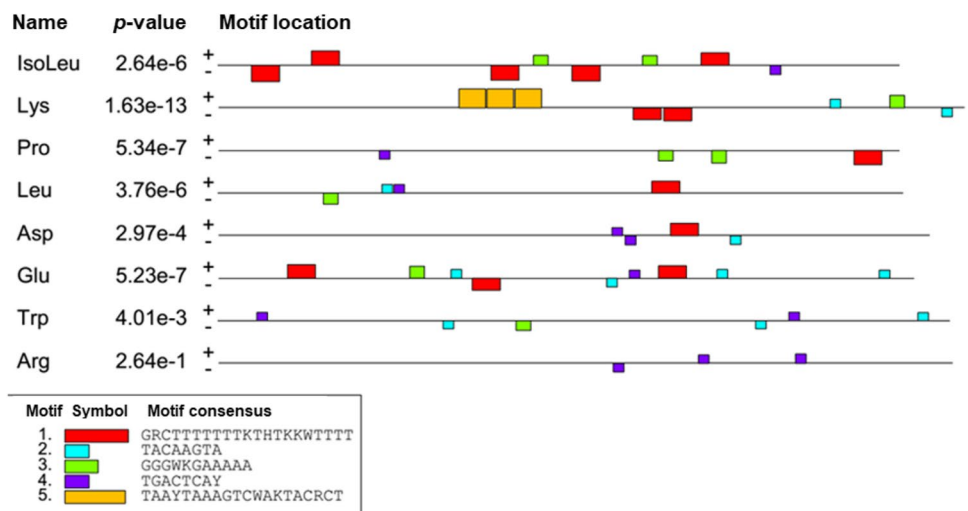 Name p-value Motif location
IsoLeu 2.64e-6 + -
Lys 1.63e-13 + -
Pro 5.34e-7 + -
Leu 3.76e-6 + -
Asp 2.97e-4 + -
Glu 5.23e-7 + -
Trp 4.01e-3 + -
Arg 2.64e-1 + -
Motif Symbol Motif consensus
1. GRCTTTTTTTKTHTKKWTTTT
2. TACAAGTA
3. GGGWKGAAAAA
4. TGACTCAY
5. TAAYTAAAGTCWAKTACRCT